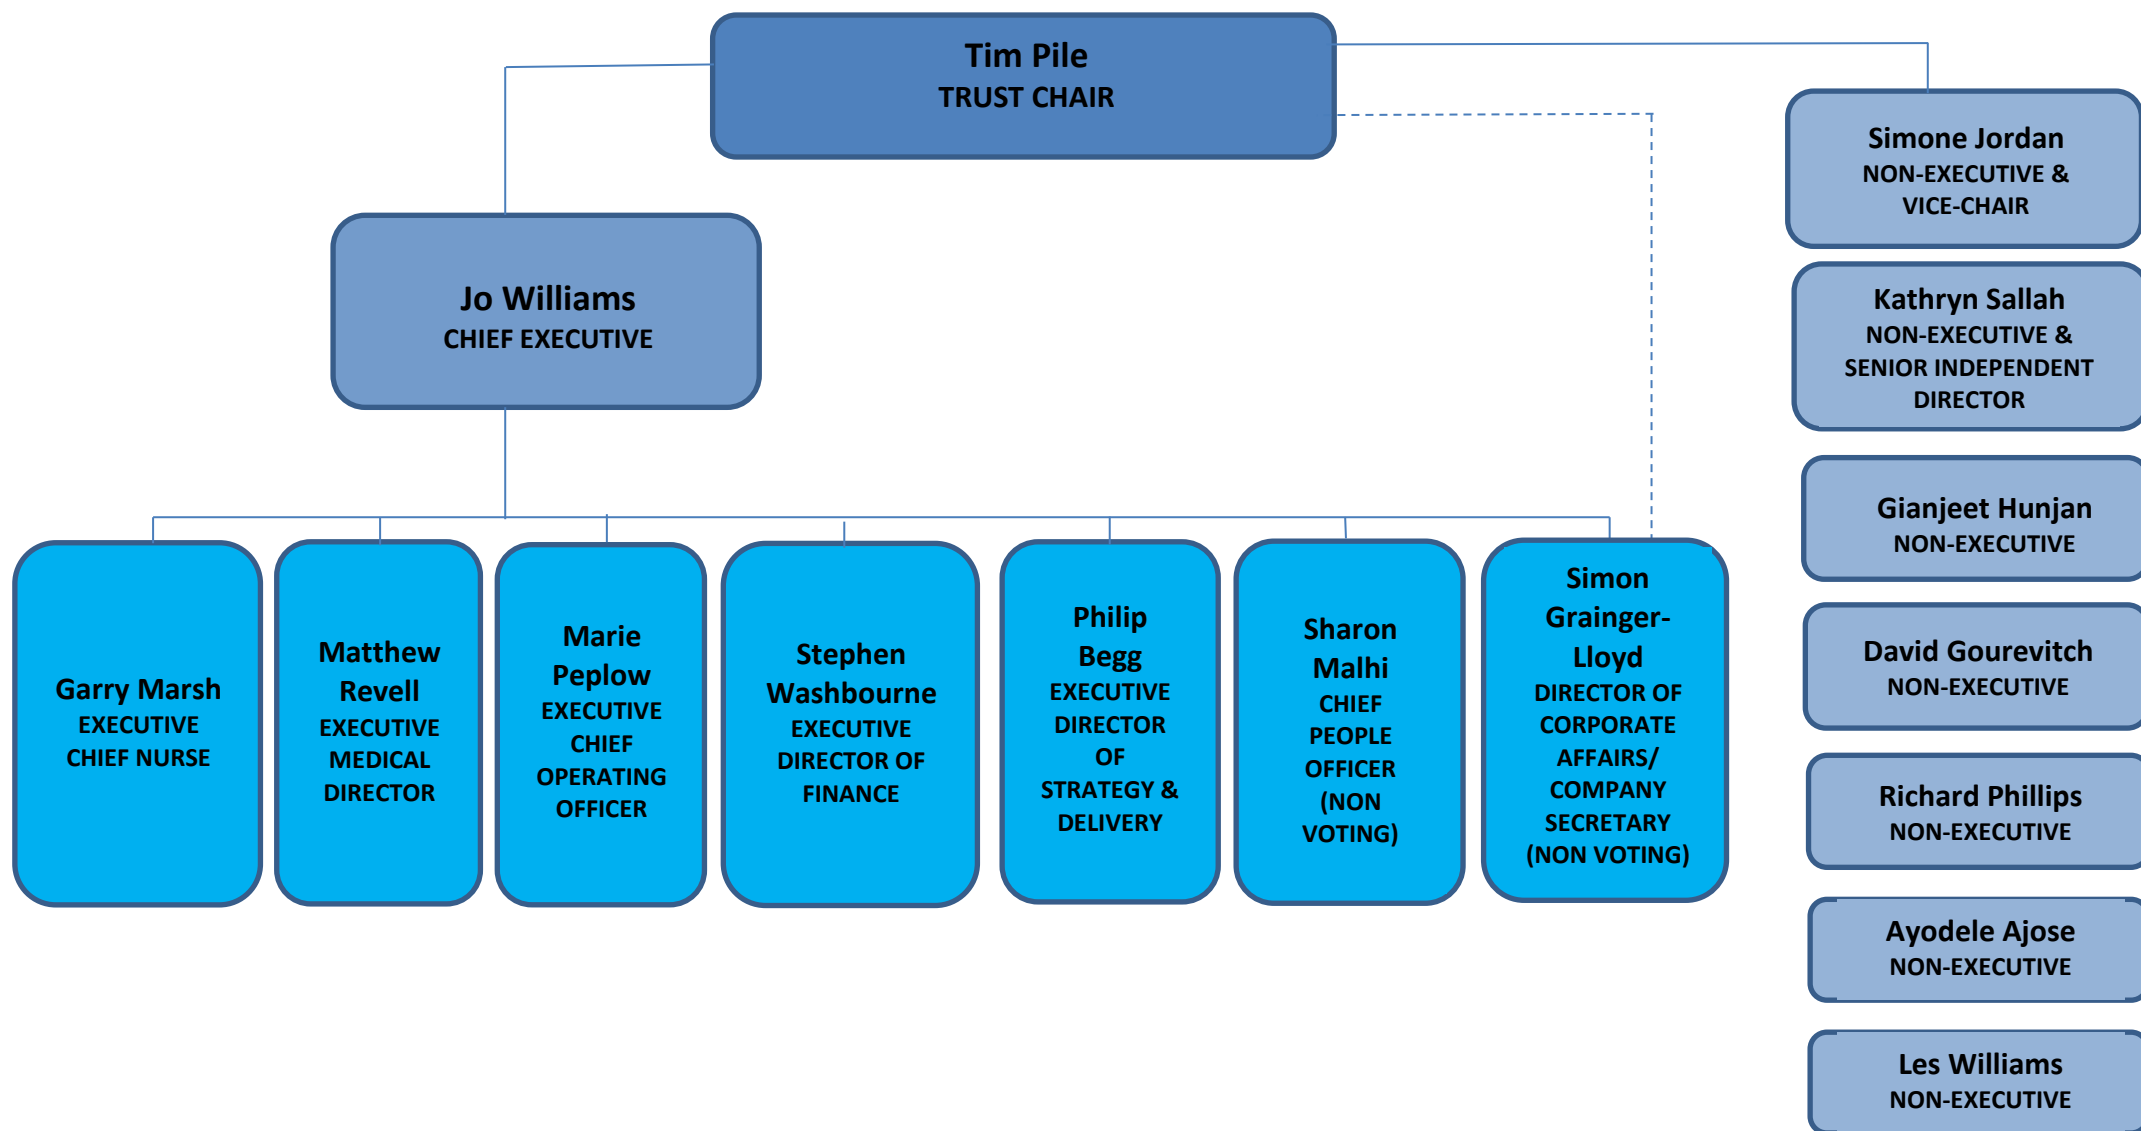 Tim Pile
TRUST CHAIR
Simone Jordan
NON-EXECUTIVE &
VICE-CHAIR
Jo Williams
CHIEF EXECUTIVE
Kathryn Sallah
NON-EXECUTIVE &
SENIOR INDEPENDENT
DIRECTOR
Gianjeet Hunjan
NON-EXECUTIVE
David Gourevitch
NON-EXECUTIVE
Richard Phillips
NON-EXECUTIVE
Ayodele Ajose
NON-EXECUTIVE
Les Williams
NON-EXECUTIVE
Garry Marsh
EXECUTIVE
CHIEF NURSE
Matthew
Revell
EXECUTIVE
MEDICAL
DIRECTOR
Marie
Peplow
EXECUTIVE
CHIEF
OPERATING
OFFICER
Stephen
Washbourne
EXECUTIVE
DIRECTOR OF
FINANCE
Philip
Begg
EXECUTIVE
DIRECTOR
OF
STRATEGY &
DELIVERY
Sharon
Malhi
CHIEF
PEOPLE
OFFICER
(NON
VOTING)
Simon
Grainger-
Lloyd
DIRECTOR OF
CORPORATE
AFFAIRS/
COMPANY
SECRETARY
(NON VOTING)